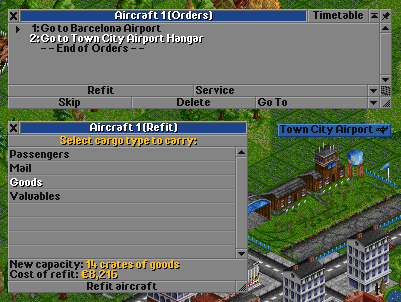 Aircraft 1 (Orders) Timetable
1: Go to Barcelona Airport
2: Go to Town City Airport Hangar
- - End of Orders - -
Refit Service
Skip Delete Go To
Aircraft 1 (Refit)
Select cargo type to carry:
Town City Airport
Passengers
Mail
Goods
Valuables
New capacity: 14 crates of goods
Cost of refit: €8,216
Refit aircraft